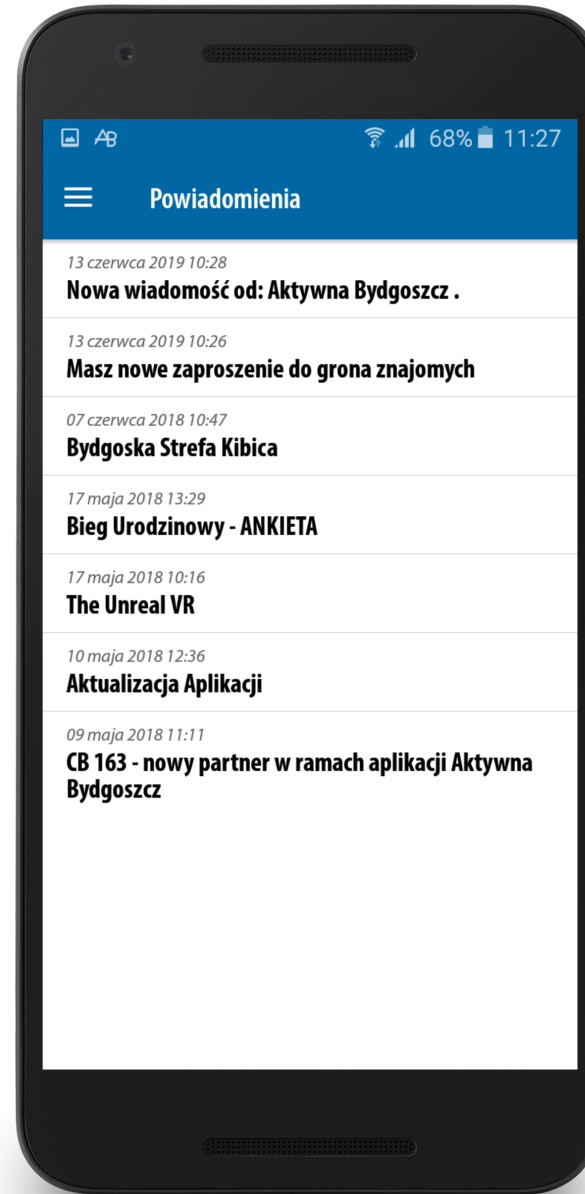 AB 68% 11:27
Powiadomienia
13 czerwca 2019 10:28
Nowa wiadomość od: Aktywna Bydgoszcz .
13 czerwca 2019 10:26
Masz nowe zaproszenie do grona znajomych
07 czerwca 2018 10:47
Bydgoska Strefa Kibica
17 maja 2018 13:29
Bieg Urodzinowy - ANKIETA
17 maja 2018 10:16
The Unreal VR
10 maja 2018 12:36
Aktualizacja Aplikacji
09 maja 2018 11:11
CB 163 - nowy partner w ramach aplikacji Aktywna
Bydgoszcz